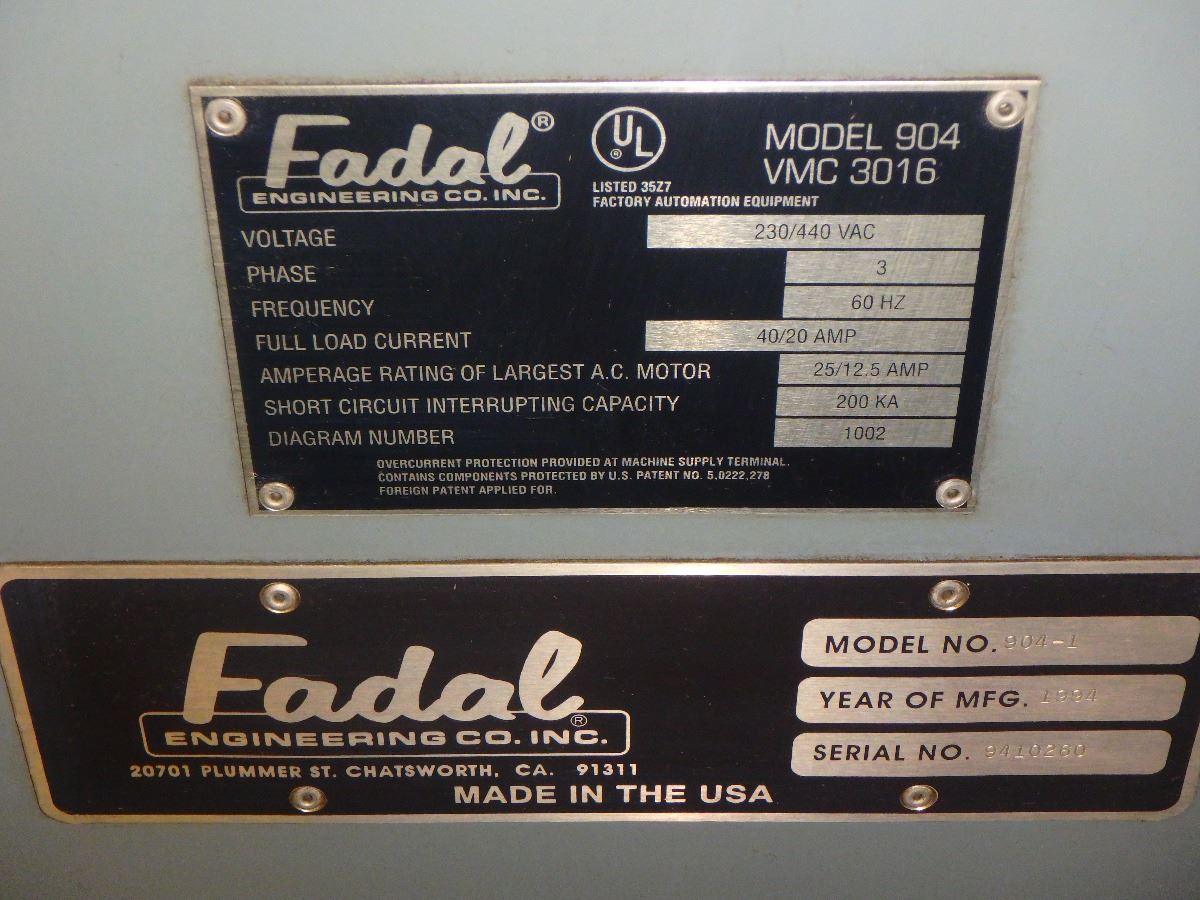 Fadal®
ENGINEERING CO. INC.
UL®
LISTED 35Z7
FACTORY AUTOMATION EQUIPMENT
MODEL 904
VMC 3016
VOLTAGE 230/440 VAC
PHASE 3
FREQUENCY 60 HZ
FULL LOAD CURRENT 40/20 AMP
AMPERAGE RATING OF LARGEST A.C. MOTOR 25/12.5 AMP
SHORT CIRCUIT INTERRUPTING CAPACITY 200 KA
DIAGRAM NUMBER 1002
OVERCURRENT PROTECTION PROVIDED AT MACHINE SUPPLY TERMINAL.
CONTAINS COMPONENTS PROTECTED BY U.S. PATENT NO. 5,0222,278
FOREIGN PATENT APPLIED FOR.
Fadal®
ENGINEERING CO. INC.
20701 PLUMMER ST. CHATSWORTH, CA. 91311
MADE IN THE USA
MODEL NO. 904-1
YEAR OF MFG. 1994
SERIAL NO. 9410260